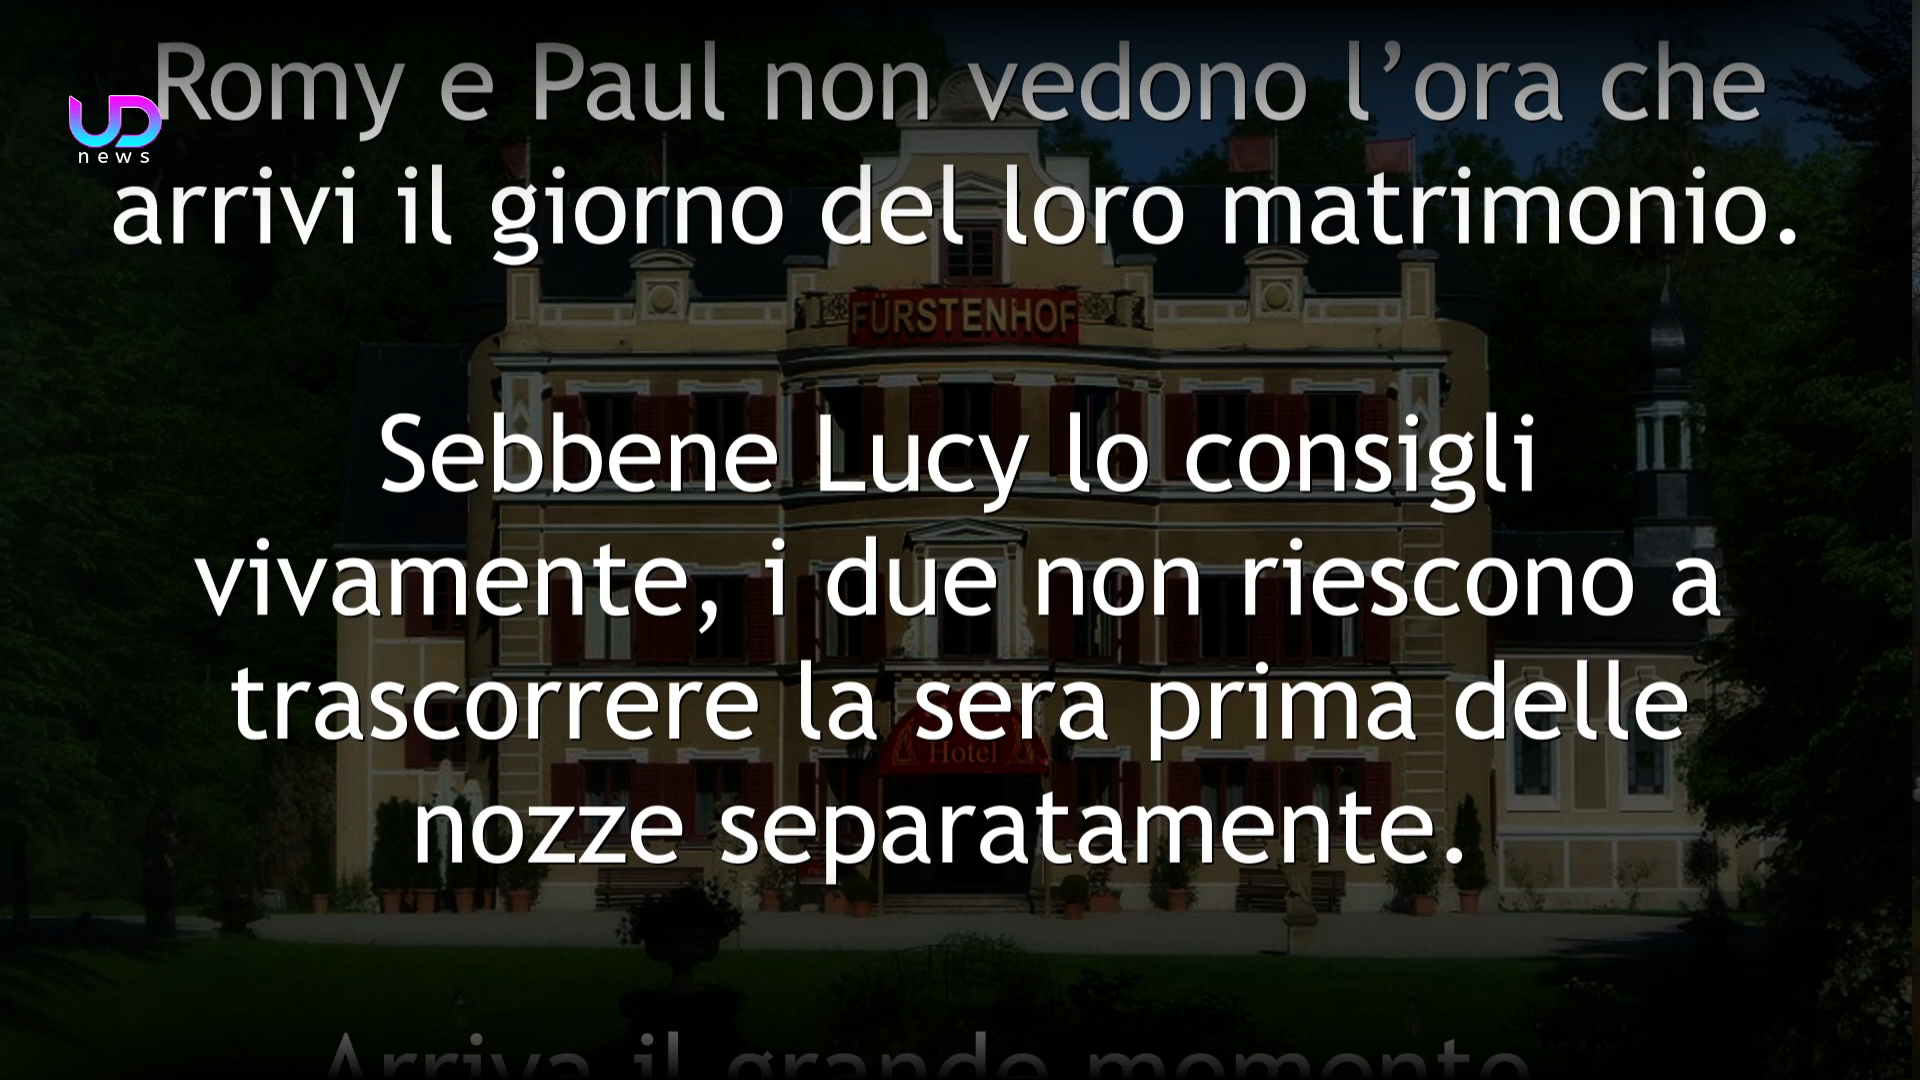 Romy e Paul non vedono l’ora che
UD
news
arrivi il giorno del loro matrimonio.
FÜRSTENHOF
Sebbene Lucy lo consigli
vivamente, i due non riescono a
trascorrere la sera prima delle
Hotel
nozze separatamente.
Arriva il grande momento